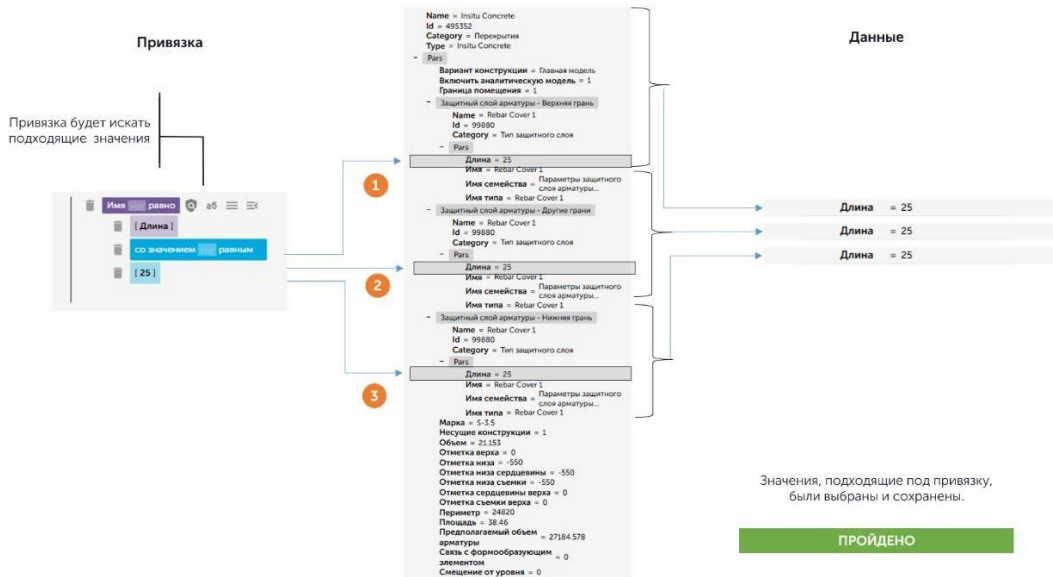 Привязка
Привязка будет искать
подходящие значения
Имя равно аб
[ Длина ]
со значением равным
[ 25 ]
1
2
3
Name = Insitu Concrete
Id = 495352
Category = Перекрытия
Type = Insitu Concrete
- Pars
Вариант конструкции = Главная модель
Включить аналитическую модель = 1
Граница помещения = 1
- Защитный слой арматуры - Верхняя грань
Name = Rebar Cover 1
Id = 99880
Category = Тип защитного слоя
- Pars
Длина = 25
Имя = Rebar Cover 1
Имя семейства = Параметры защитного
слоя арматуры...
Имя типа = Rebar Cover 1
- Защитный слой арматуры - Другие грани
Name = Rebar Cover 1
Id = 99880
Category = Тип защитного слоя
- Pars
Длина = 25
Имя = Rebar Cover 1
Имя семейства = Параметры защитного
слоя арматуры...
Имя типа = Rebar Cover 1
- Защитный слой арматуры - Нижняя грань
Name = Rebar Cover 1
Id = 99880
Category = Тип защитного слоя
- Pars
Длина = 25
Имя = Rebar Cover 1
Имя семейства = Параметры защитного
слоя арматуры...
Имя типа = Rebar Cover 1
Марка = S-3.5
Несущие конструкции = 1
Объем = 21.153
Отметка верха = 0
Отметка низа = -550
Отметка низа сердцевины = -550
Отметка низа съемки = -550
Отметка сердцевины верха = 0
Отметка съемки верха = 0
Периметр = 24820
Площадь = 38.46
Предполагаемый объем
арматуры = 27184.578
Связь с формообразующим
элементом = 0
Смещение от уровня = 0
Данные
Длина = 25
Длина = 25
Длина = 25
Значения, подходящие под привязку,
были выбраны и сохранены.
ПРОЙДЕНО